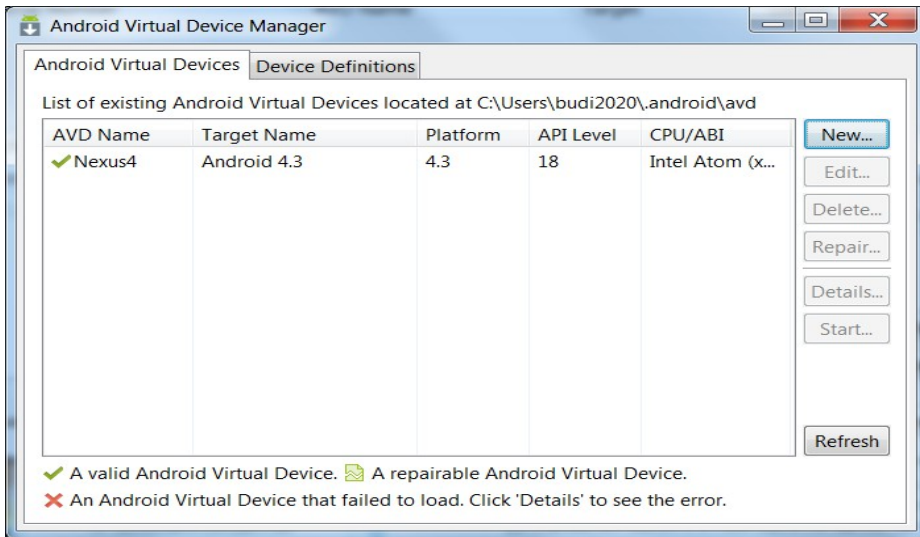 Android Virtual Device Manager
Android Virtual Devices Device Definitions
List of existing Android Virtual Devices located at C:\Users\budi2020\.android\avd
AVD Name Target Name Platform API Level CPU/ABI New...
Nexus4 Android 4.3 4.3 18 Intel Atom (x...
Edit...
Delete...
Repair...
Details...
Start...
Refresh
A valid Android Virtual Device. A repairable Android Virtual Device.
An Android Virtual Device that failed to load. Click 'Details' to see the error.